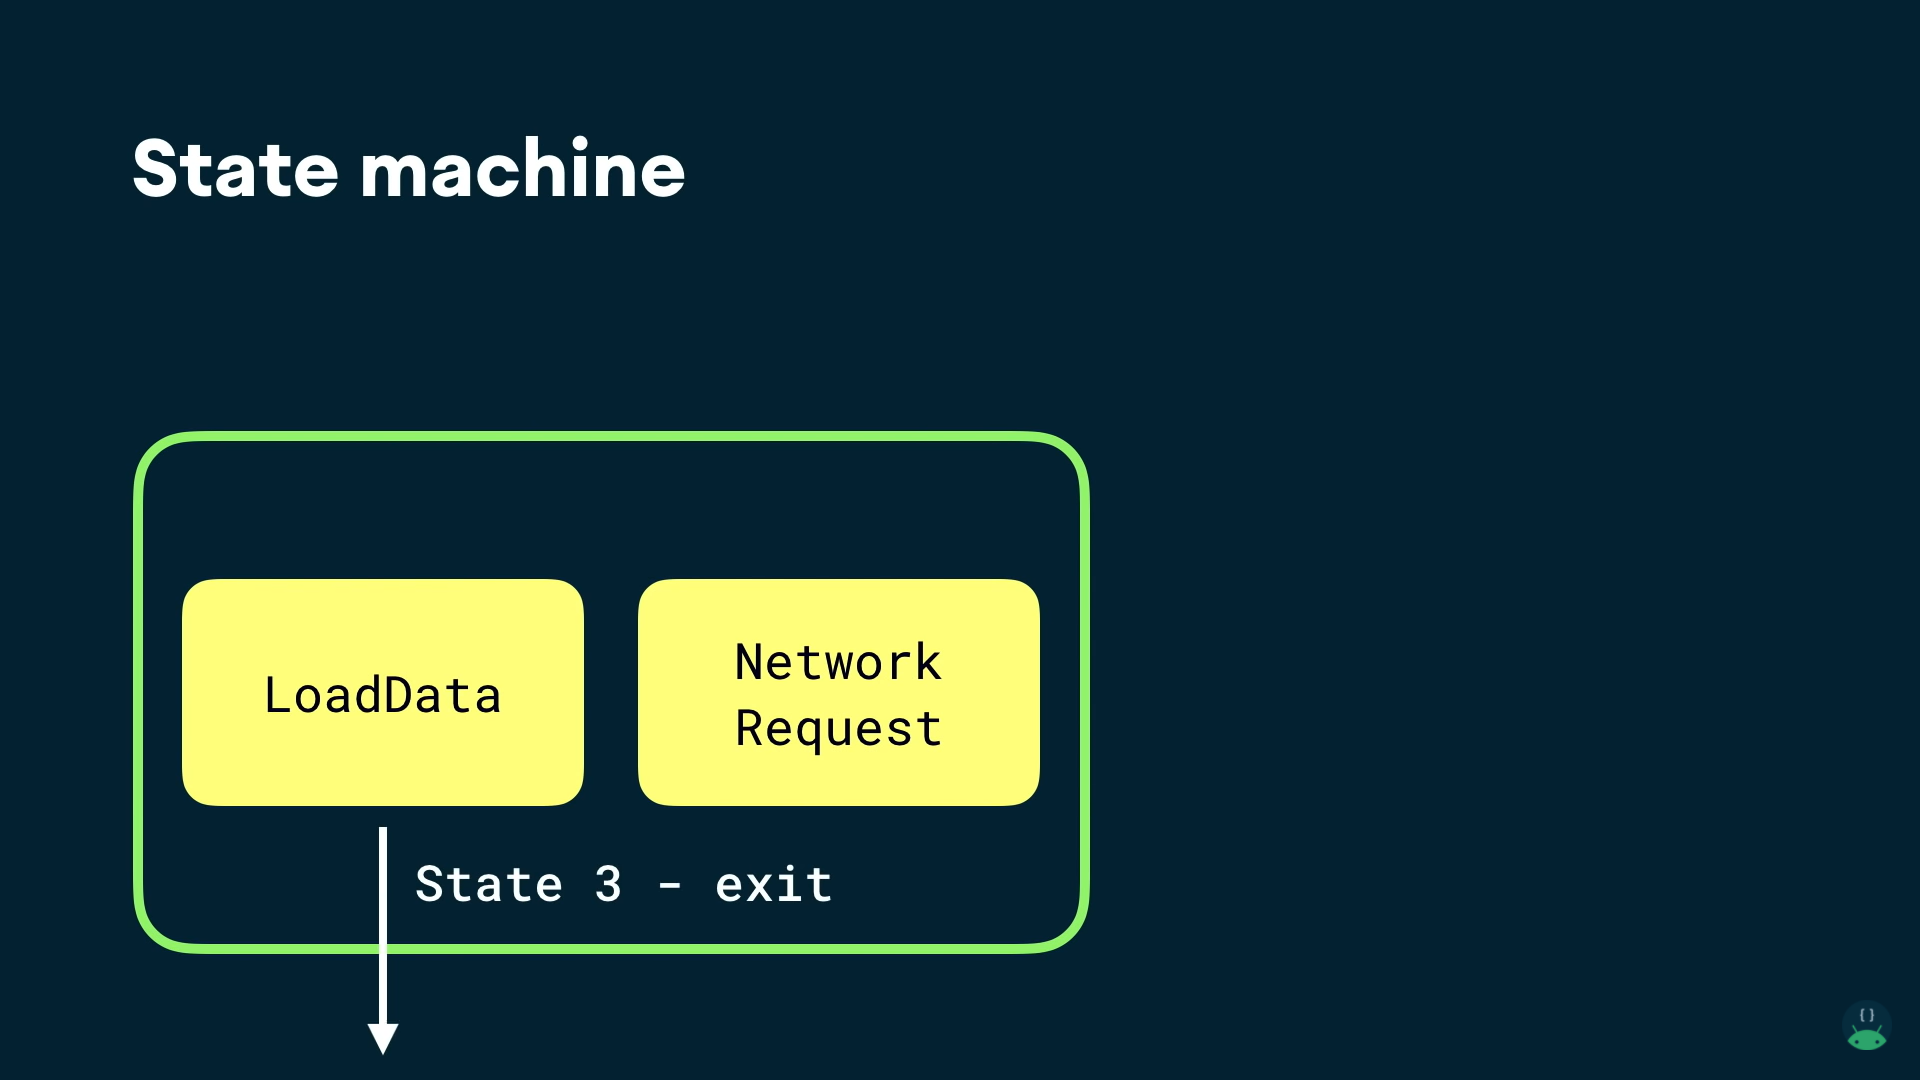 State machine
LoadData
Network
Request
State 3 - exit
{ }